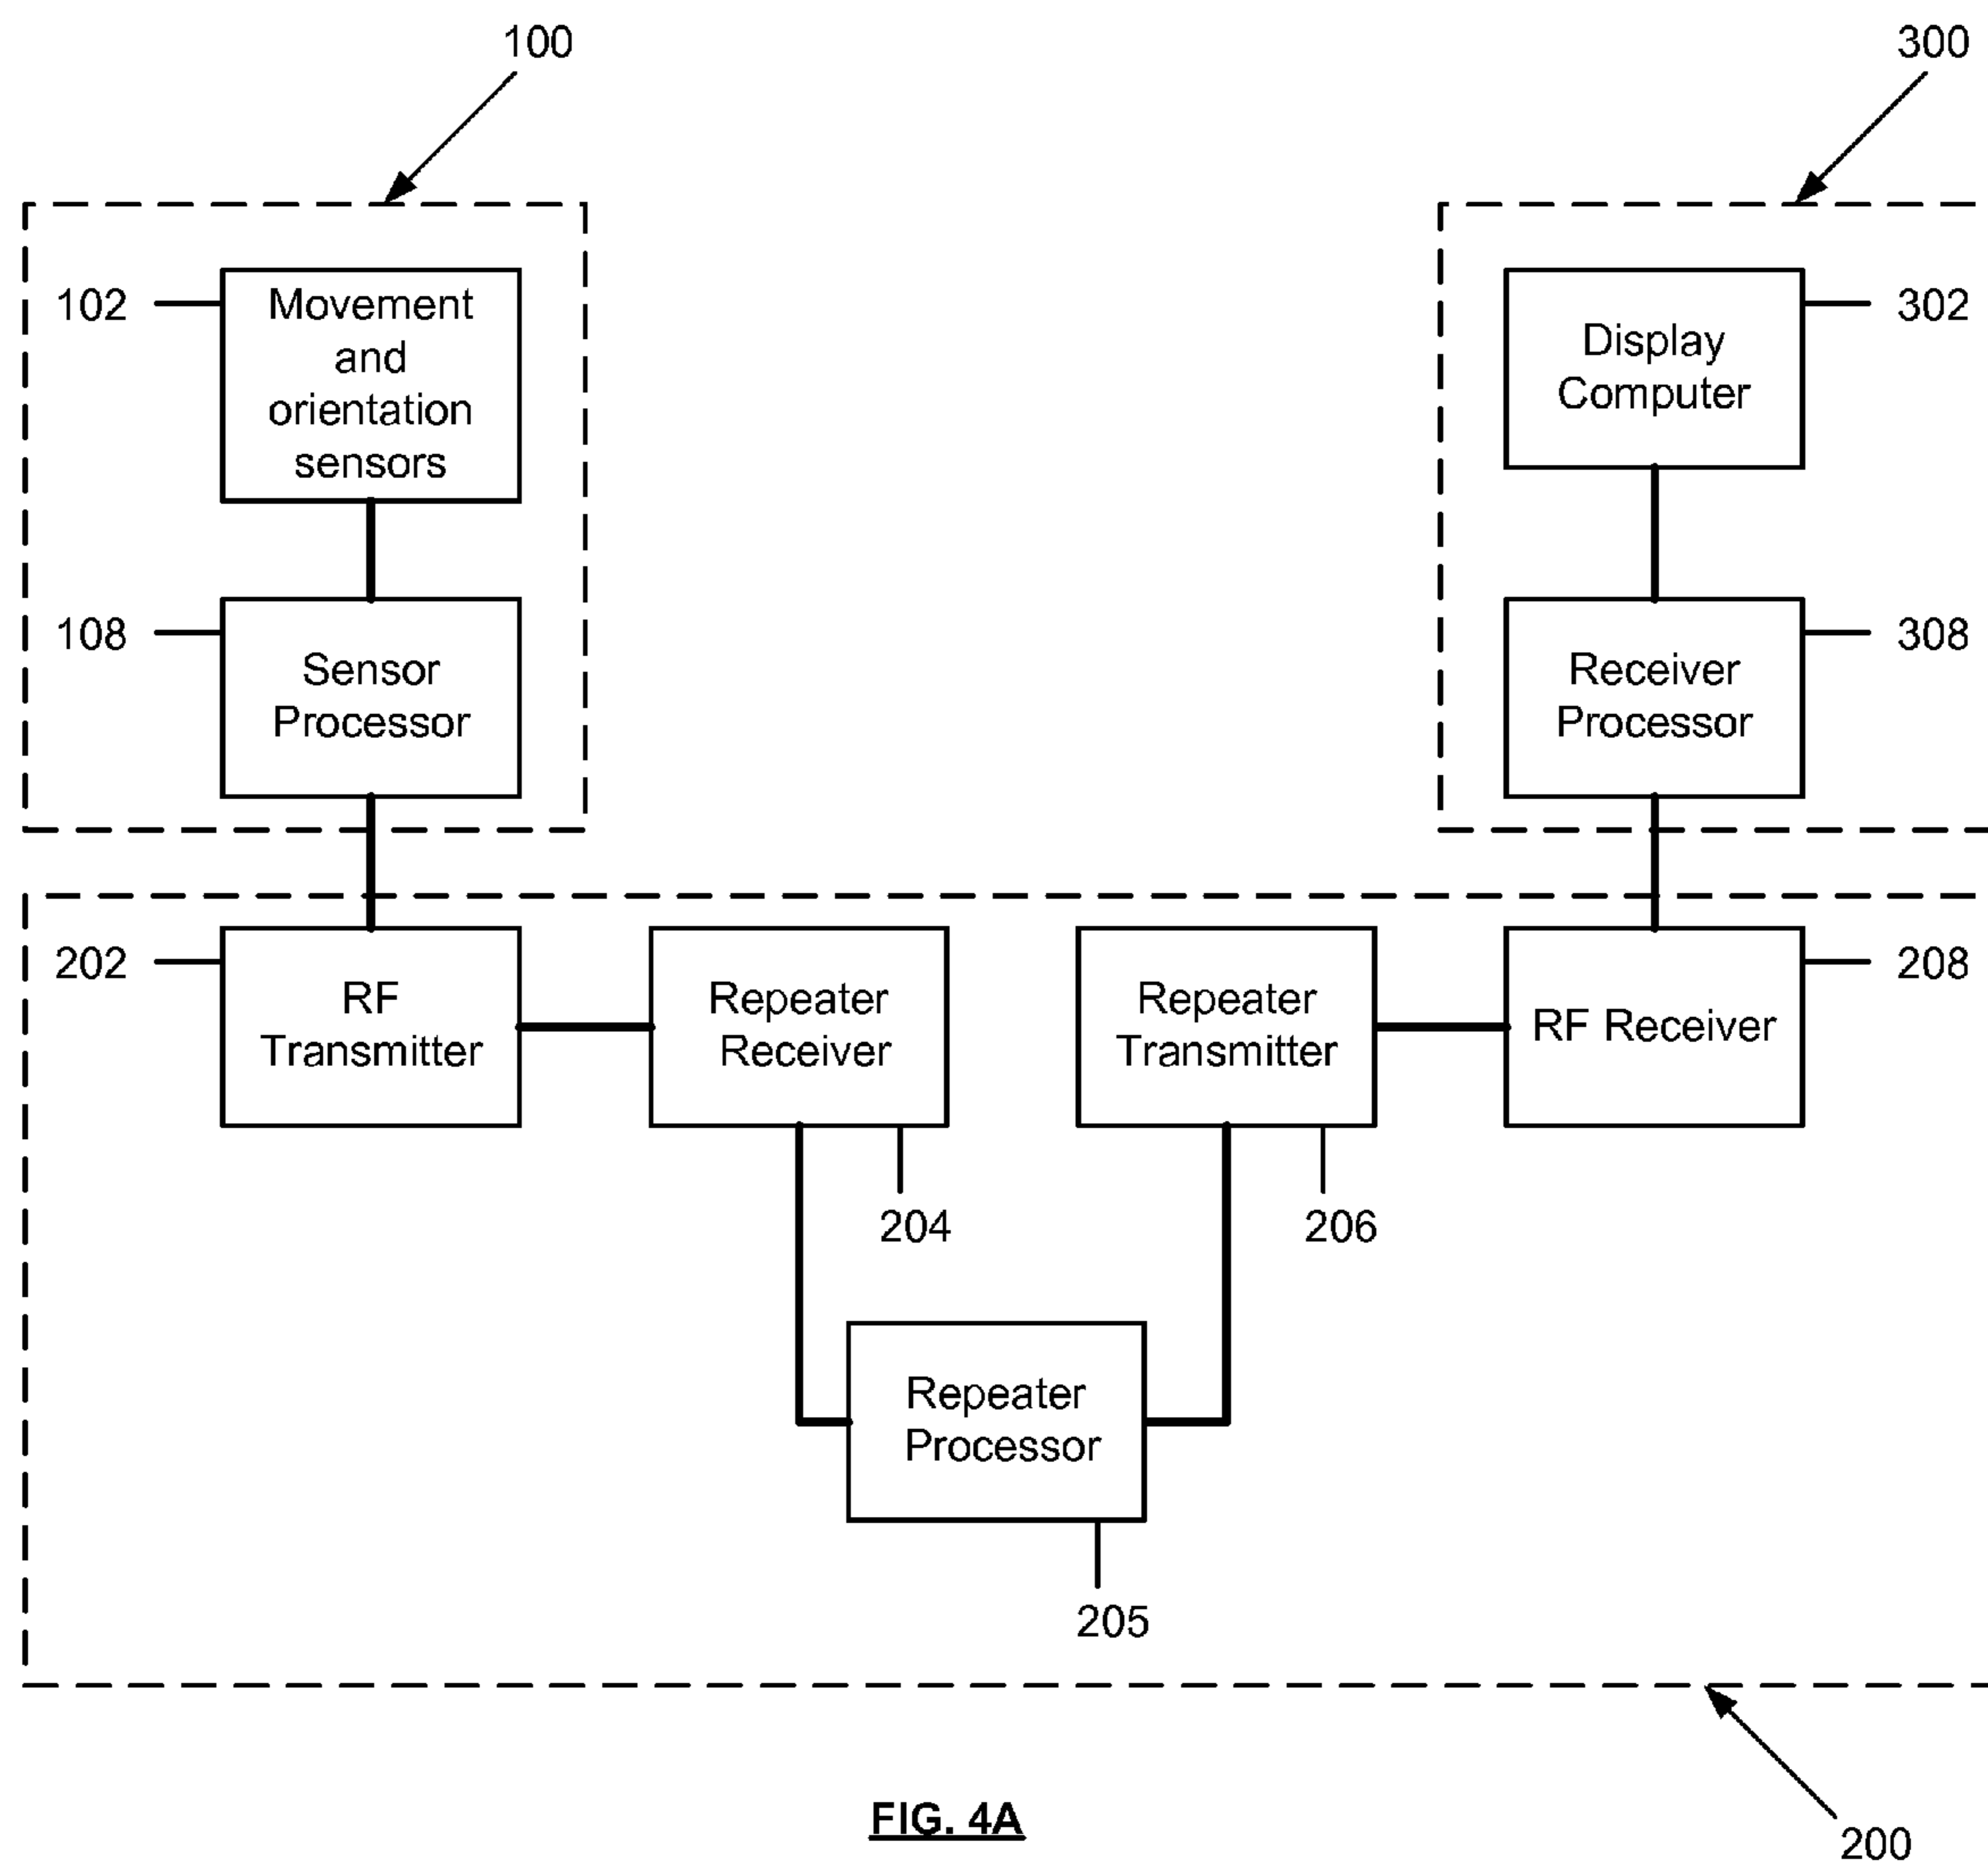 100
300
102
Movement
and
orientation
sensors
302
Display
Computer
108
Sensor
Processor
308
Receiver
Processor
202
RF
Transmitter
Repeater
Receiver
Repeater
Transmitter
208
RF Receiver
204
206
Repeater
Processor
205
FIG. 4A
200